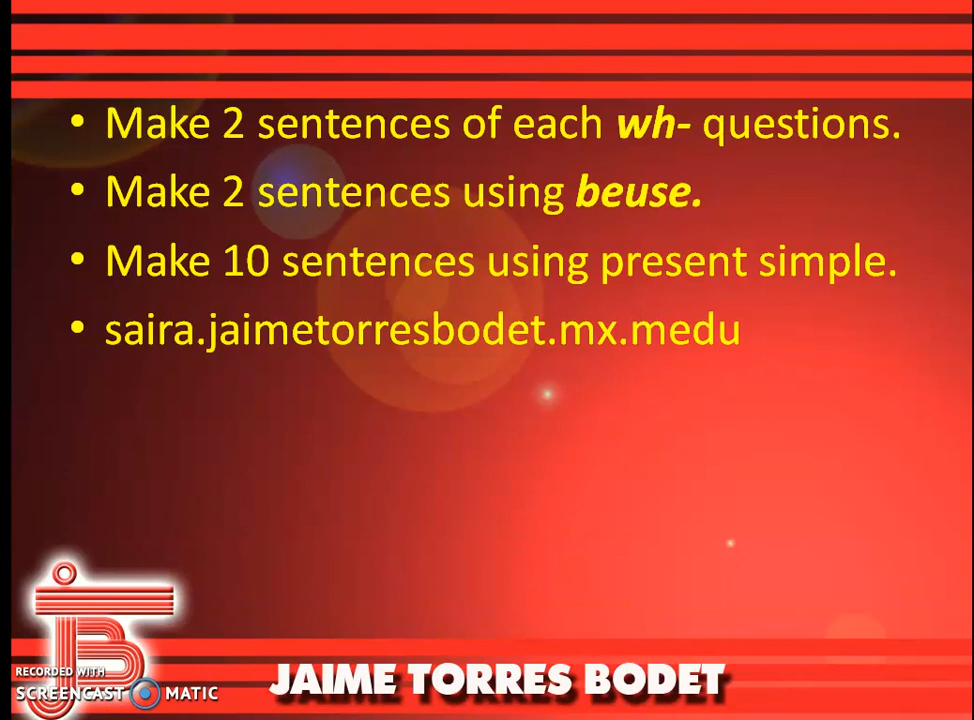 • Make 2 sentences of each wh- questions.
• Make 2 sentences using beuse.
• Make 10 sentences using present simple.
• saira.jaimetorresbodet.mx.medu
RECORDED WITH
SCREENCAST MATIC
JAIME TORRES BODET